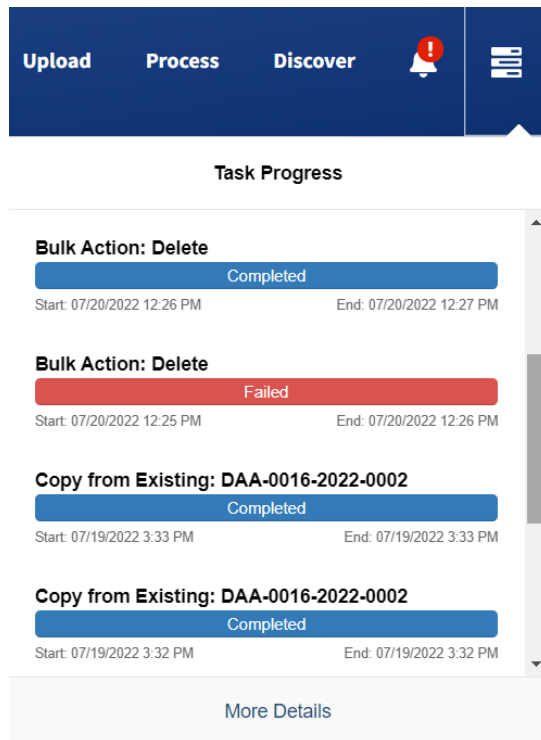 Upload Process Discover !
Task Progress
Bulk Action: Delete
Completed
Start: 07/20/2022 12:26 PM End: 07/20/2022 12:27 PM
Bulk Action: Delete
Failed
Start: 07/20/2022 12:25 PM End: 07/20/2022 12:26 PM
Copy from Existing: DAA-0016-2022-0002
Completed
Start: 07/19/2022 3:33 PM End: 07/19/2022 3:33 PM
Copy from Existing: DAA-0016-2022-0002
Completed
Start: 07/19/2022 3:32 PM End: 07/19/2022 3:32 PM
More Details